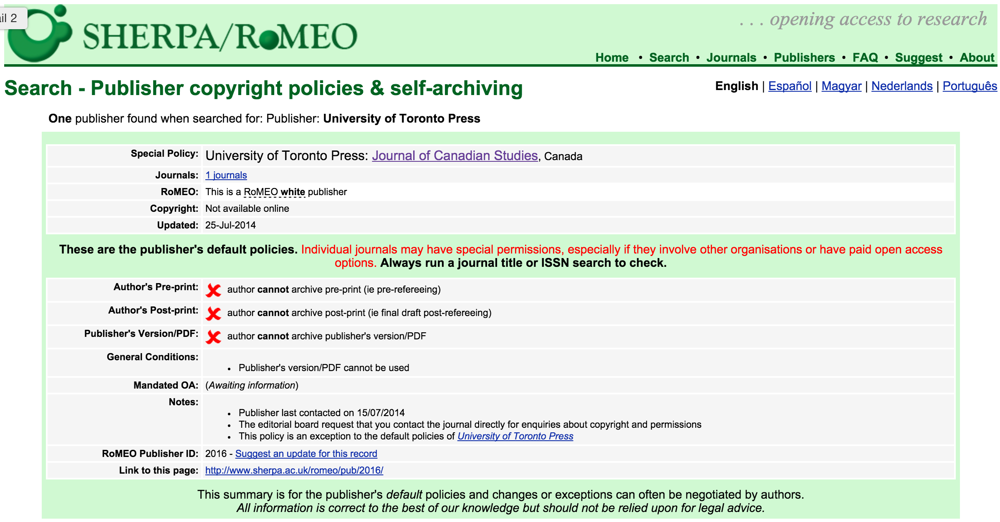 il 2
SHERPA/RoMEO
. . . opening access to research
Home • Search • Journals • Publishers • FAQ • Suggest • About
Search - Publisher copyright policies & self-archiving
English | Español | Magyar | Nederlands | Português
One publisher found when searched for: Publisher: University of Toronto Press
Special Policy: University of Toronto Press: Journal of Canadian Studies, Canada
Journals: 1 journals
RoMEO: This is a RoMEO white publisher
Copyright: Not available online
Updated: 25-Jul-2014
These are the publisher's default policies. Individual journals may have special permissions, especially if they involve other organisations or have paid open access
options. Always run a journal title or ISSN search to check.
Author's Pre-print: author cannot archive pre-print (ie pre-refereeing)
Author's Post-print: author cannot archive post-print (ie final draft post-refereeing)
Publisher's Version/PDF: author cannot archive publisher's version/PDF
General Conditions:
• Publisher's version/PDF cannot be used
Mandated OA: (Awaiting information)
Notes:
• Publisher last contacted on 15/07/2014
• The editorial board request that you contact the journal directly for enquiries about copyright and permissions
• This policy is an exception to the default policies of University of Toronto Press
RoMEO Publisher ID: 2016 - Suggest an update for this record
Link to this page: http://www.sherpa.ac.uk/romeo/pub/2016/
This summary is for the publisher's default policies and changes or exceptions can often be negotiated by authors.
All information is correct to the best of our knowledge but should not be relied upon for legal advice.